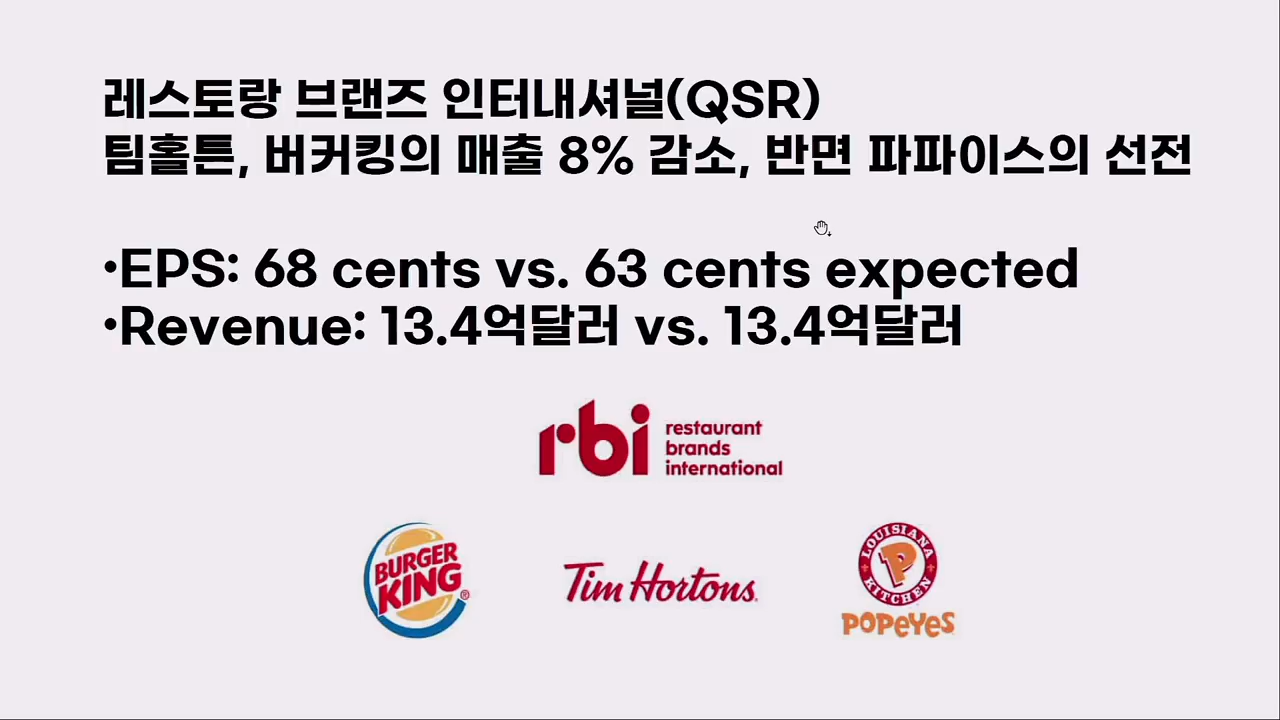 레스토랑 브랜즈 인터내셔널(QSR)
팀홀튼, 버커킹의 매출 8% 감소, 반면 파파이스의 선전
•EPS: 68 cents vs. 63 cents expected
•Revenue: 13.4억달러 vs. 13.4억달러
rbi restaurant
brands
international
BURGER
KING®
Tim Hortons.
LOUISIANA
P
KITCHEN
POPEYES